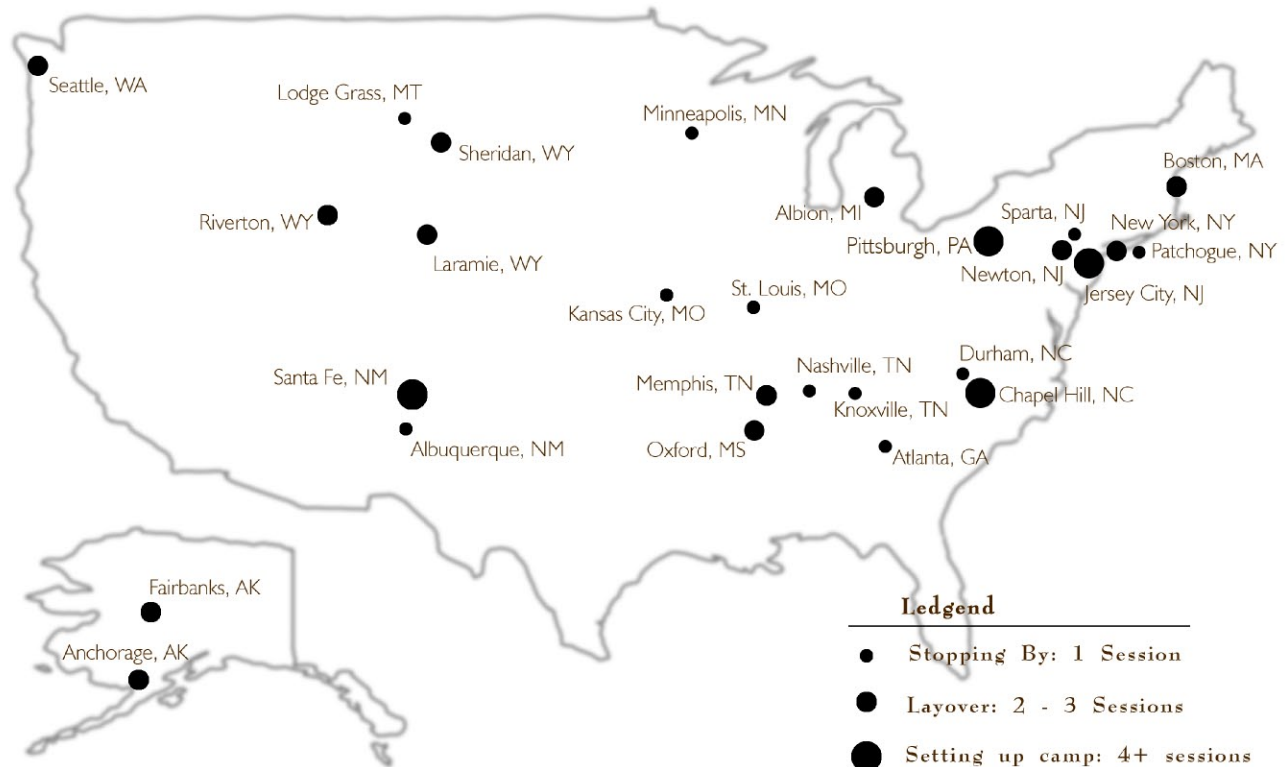 Seattle, WA
Lodge Grass, MT
Minneapolis, MN
Sheridan, WY
Boston, MA
Albion, MI
Sparta, NJ
Riverton, WY
New York, NY
Pittsburgh, PA
Patchogue, NY
Laramie, WY
Newton, NJ
Jersey City, NJ
St. Louis, MO
Kansas City, MO
Durham, NC
Nashville, TN
Santa Fe, NM
Memphis, TN
Chapel Hill, NC
Knoxville, TN
Albuquerque, NM
Oxford, MS
Atlanta, GA
Fairbanks, AK
Anchorage, AK
Ledgend
Stopping By: 1 Session
Layover: 2 - 3 Sessions
Setting up camp: 4+ sessions